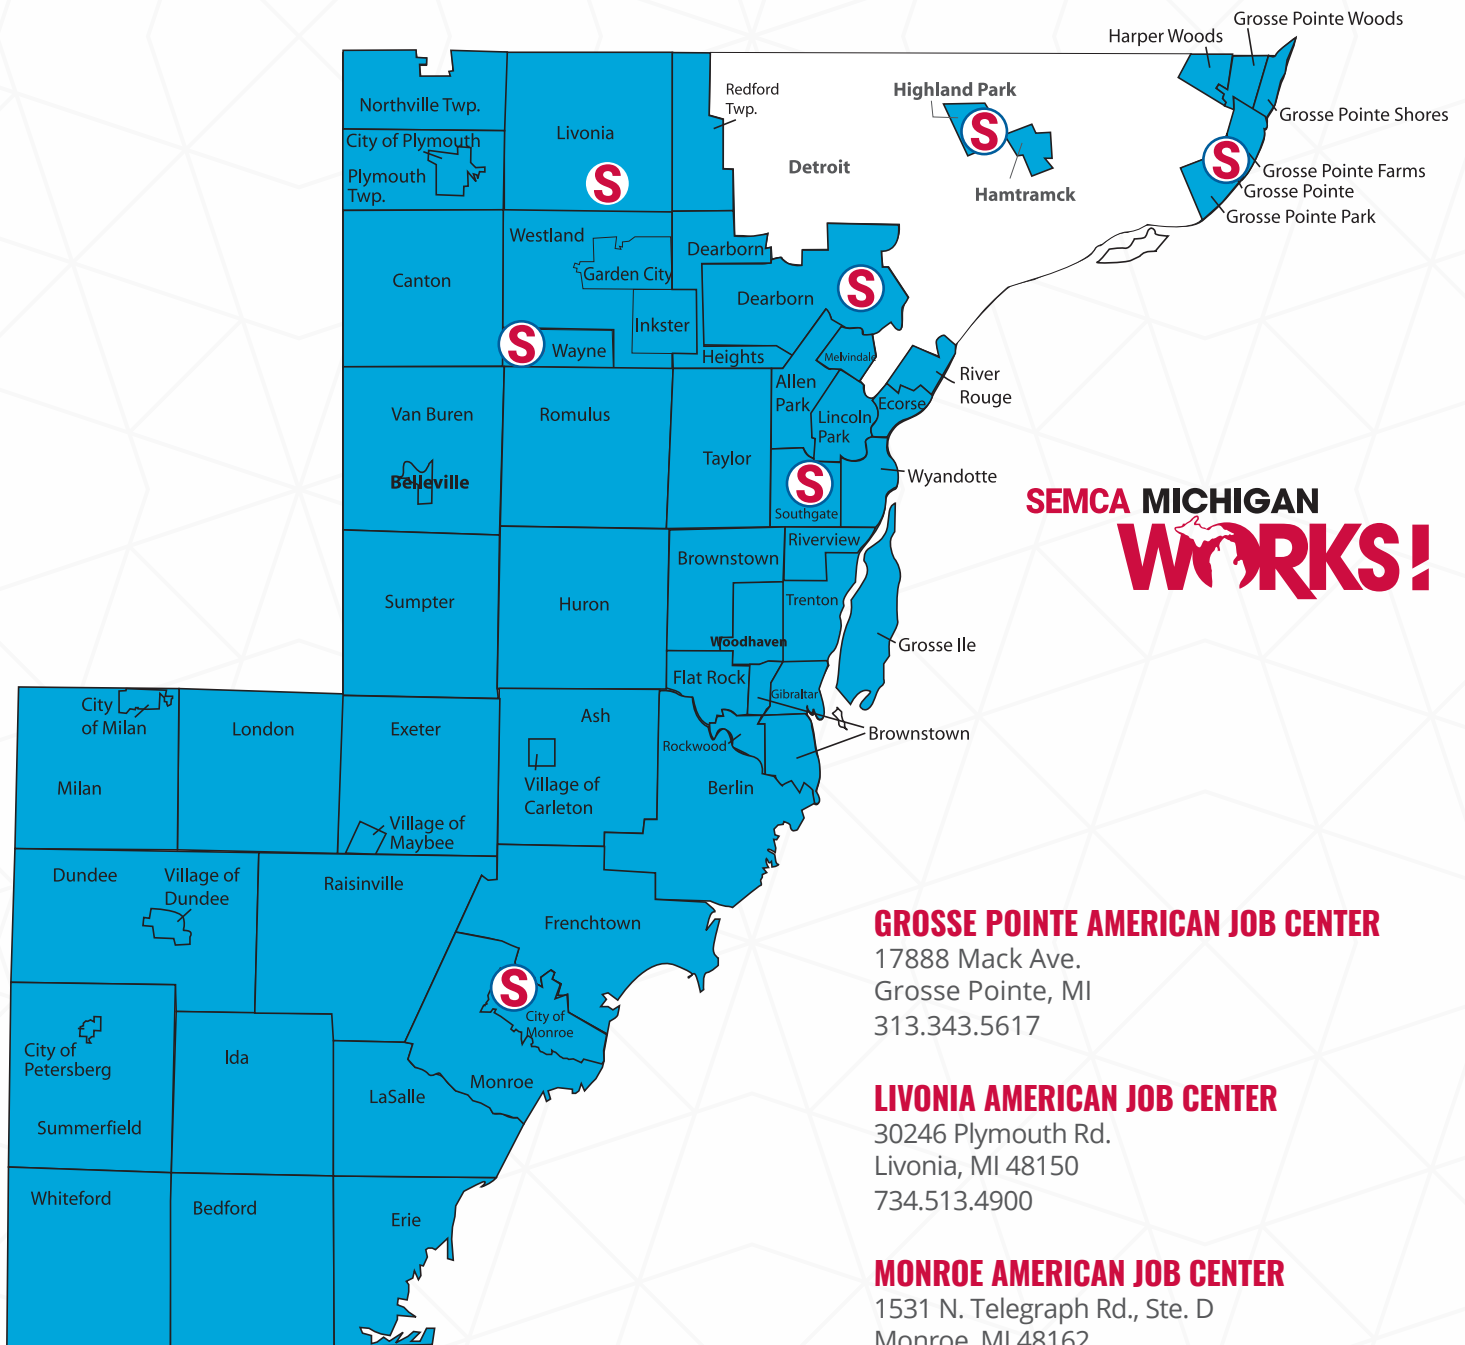 Grosse Pointe Woods
Harper Woods
Highland Park
Redford
Twp.
Northville Twp.
Grosse Pointe Shores
Livonia
City of Plymouth
S
Detroit
S
Plymouth
Twp.
S
Grosse Pointe Farms
Grosse Pointe
Hamtramck
Grosse Pointe Park
Westland
Dearborn
Garden City
Canton
Dearborn
S
Inkster
S
Wayne
Heights
Melvindale
River
Rouge
Allen
Park
Ecorse
Van Buren
Romulus
Lincoln
Park
Taylor
Belleville
S
Wyandotte
Southgate
SEMCA MICHIGAN
WORKS!
Riverview
Brownstown
Sumpter
Huron
Trenton
Woodhaven
Grosse Ile
Flat Rock
Gibraltar
City
of Milan
London
Exeter
Ash
Rockwood
Brownstown
Milan
Village of
Carleton
Berlin
Village of
Maybee
Dundee
Village of
Dundee
Raisinville
Frenchtown
GROSSE POINTE AMERICAN JOB CENTER
17888 Mack Ave.
Grosse Pointe, MI
313.343.5617
S
City of
Monroe
City of
Petersberg
Ida
Monroe
LaSalle
Summerfield
LIVONIA AMERICAN JOB CENTER
30246 Plymouth Rd.
Livonia, MI 48150
734.513.4900
Whiteford
Bedford
Erie
MONROE AMERICAN JOB CENTER
1531 N. Telegraph Rd., Ste. D
Monroe, MI 48162